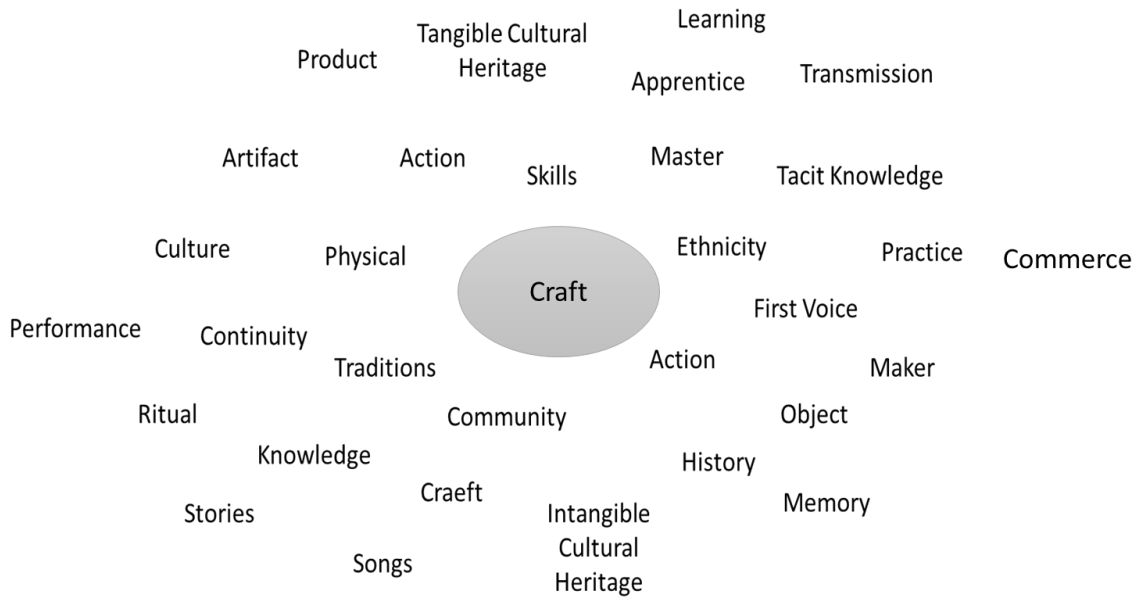 Learning
Tangible Cultural
Heritage
Product
Apprentice
Transmission
Artifact
Action
Skills
Master
Tacit Knowledge
Culture
Physical
Ethnicity
Practice
Commerce
Craft
First Voice
Performance
Continuity
Traditions
Action
Maker
Ritual
Community
Object
Knowledge
History
Craeft
Memory
Stories
Intangible
Cultural
Heritage
Songs